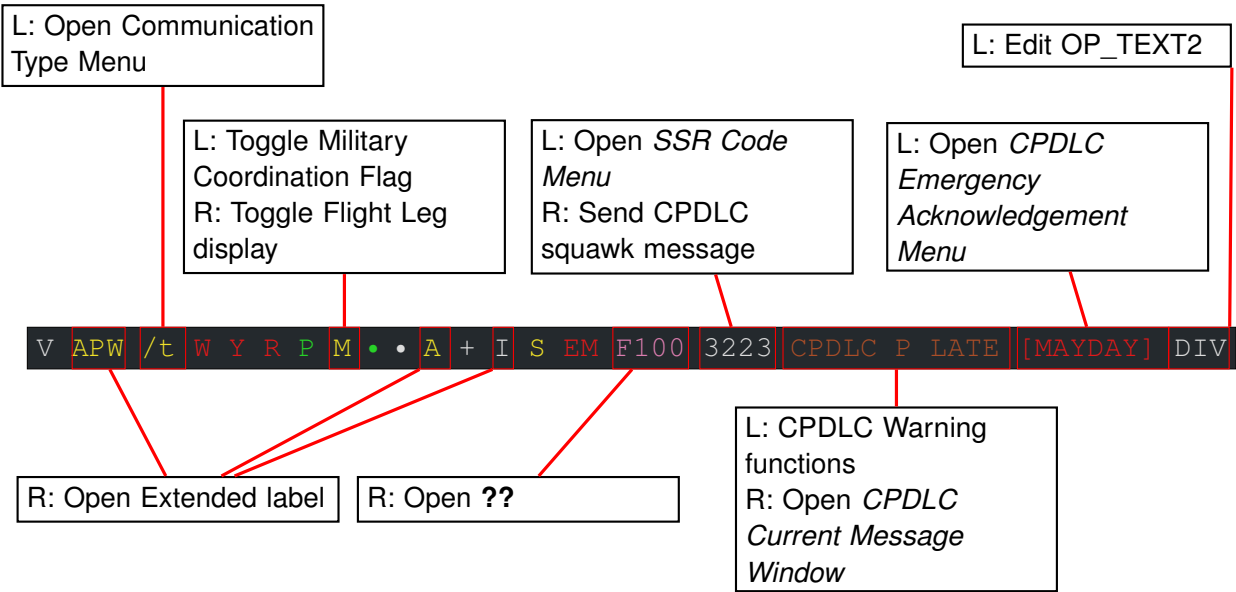 L: Open Communication
Type Menu
L: Edit OP_TEXT2
L: Toggle Military
Coordination Flag
R: Toggle Flight Leg
display
L: Open SSR Code
Menu
R: Send CPDLC
squawk message
L: Open CPDLC
Emergency
Acknowledgement
Menu
V APW /t W Y R P M • • A + I S EM F100 3223 CPDLC P LATE [MAYDAY] DIV
R: Open Extended label
R: Open ??
L: CPDLC Warning
functions
R: Open CPDLC
Current Message
Window